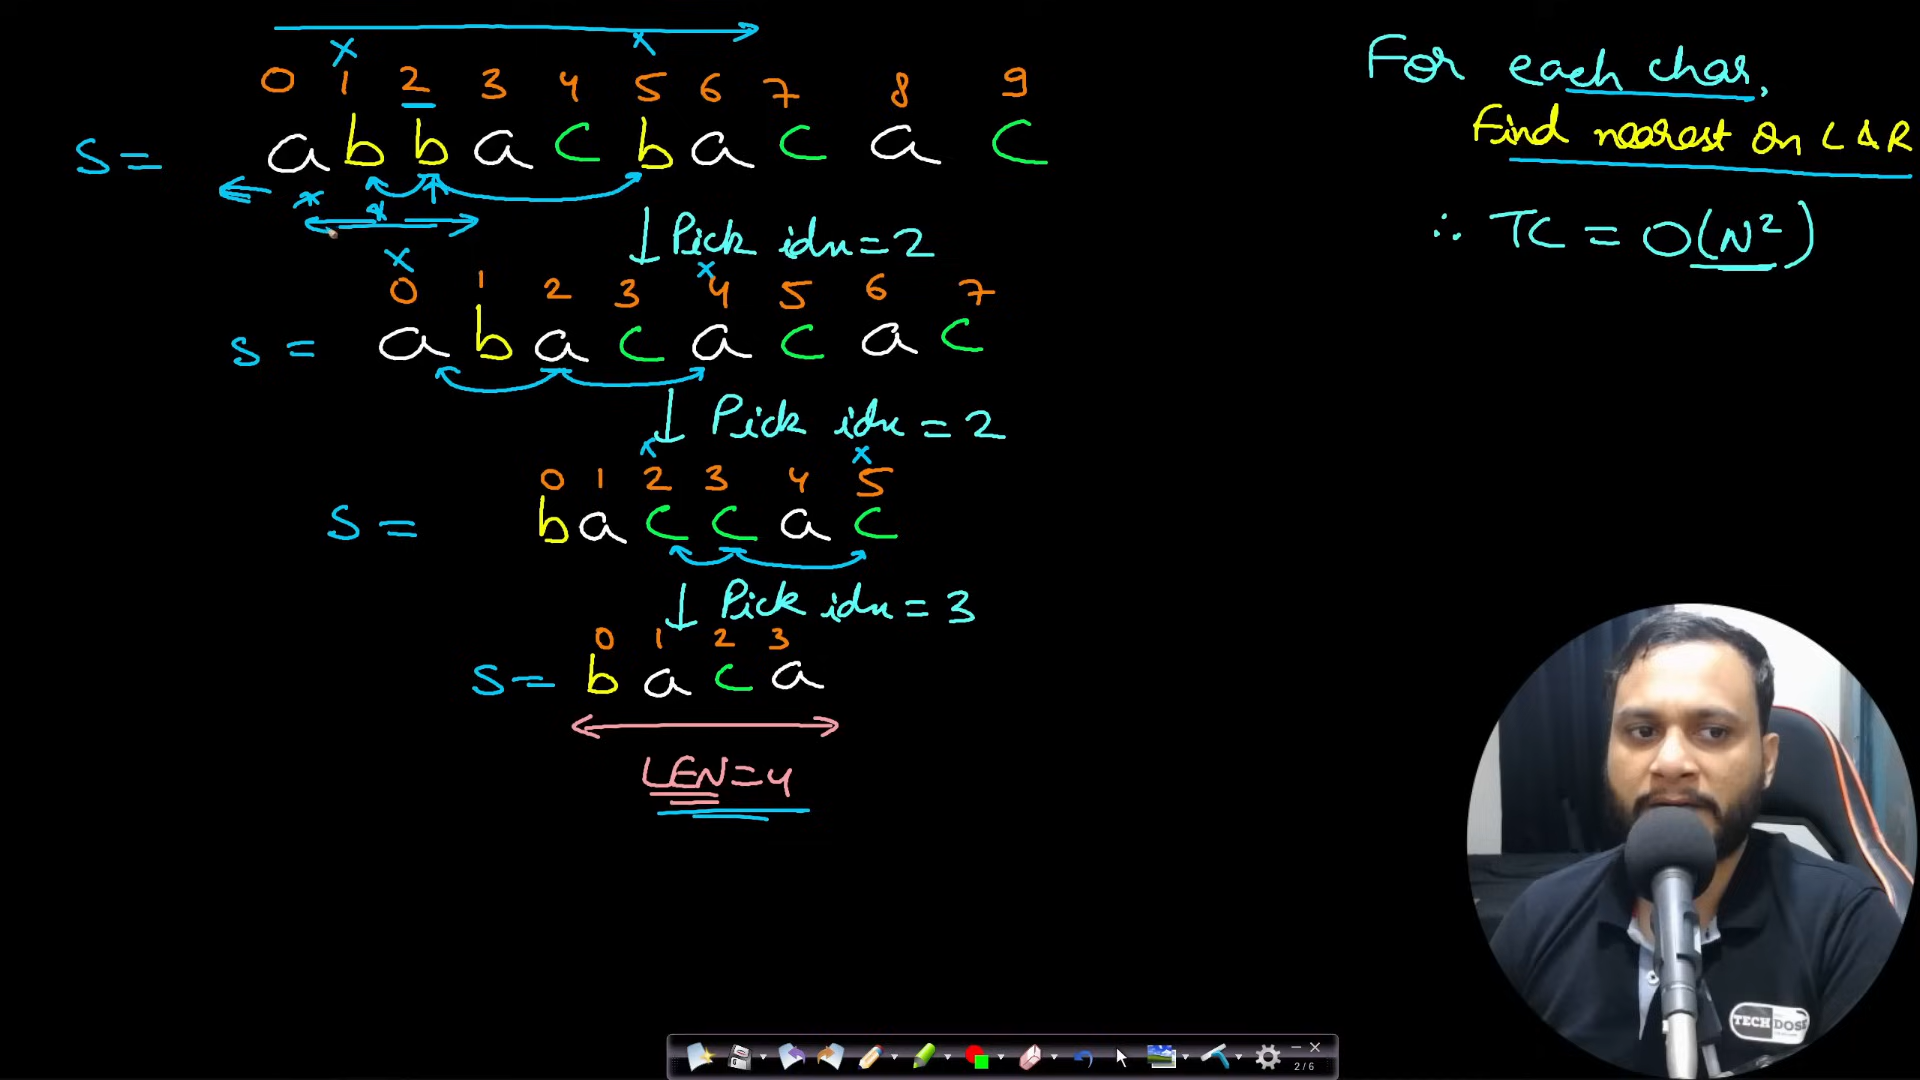 0 1 2 3 4 5 6 7 8 9
S = a b b a c b a c a c
↓ Pick idx = 2
0 1 2 3 4 5 6 7
S = a b a c a c a c
↓ Pick idx = 2
0 1 2 3 4 5
S = b a c c a c
↓ Pick idx = 3
0 1 2 3
S = b a c a
LEN = 4
For each char,
Find nearest on L & R
∴ TC = O(N²)
TECH DOSE
2/6